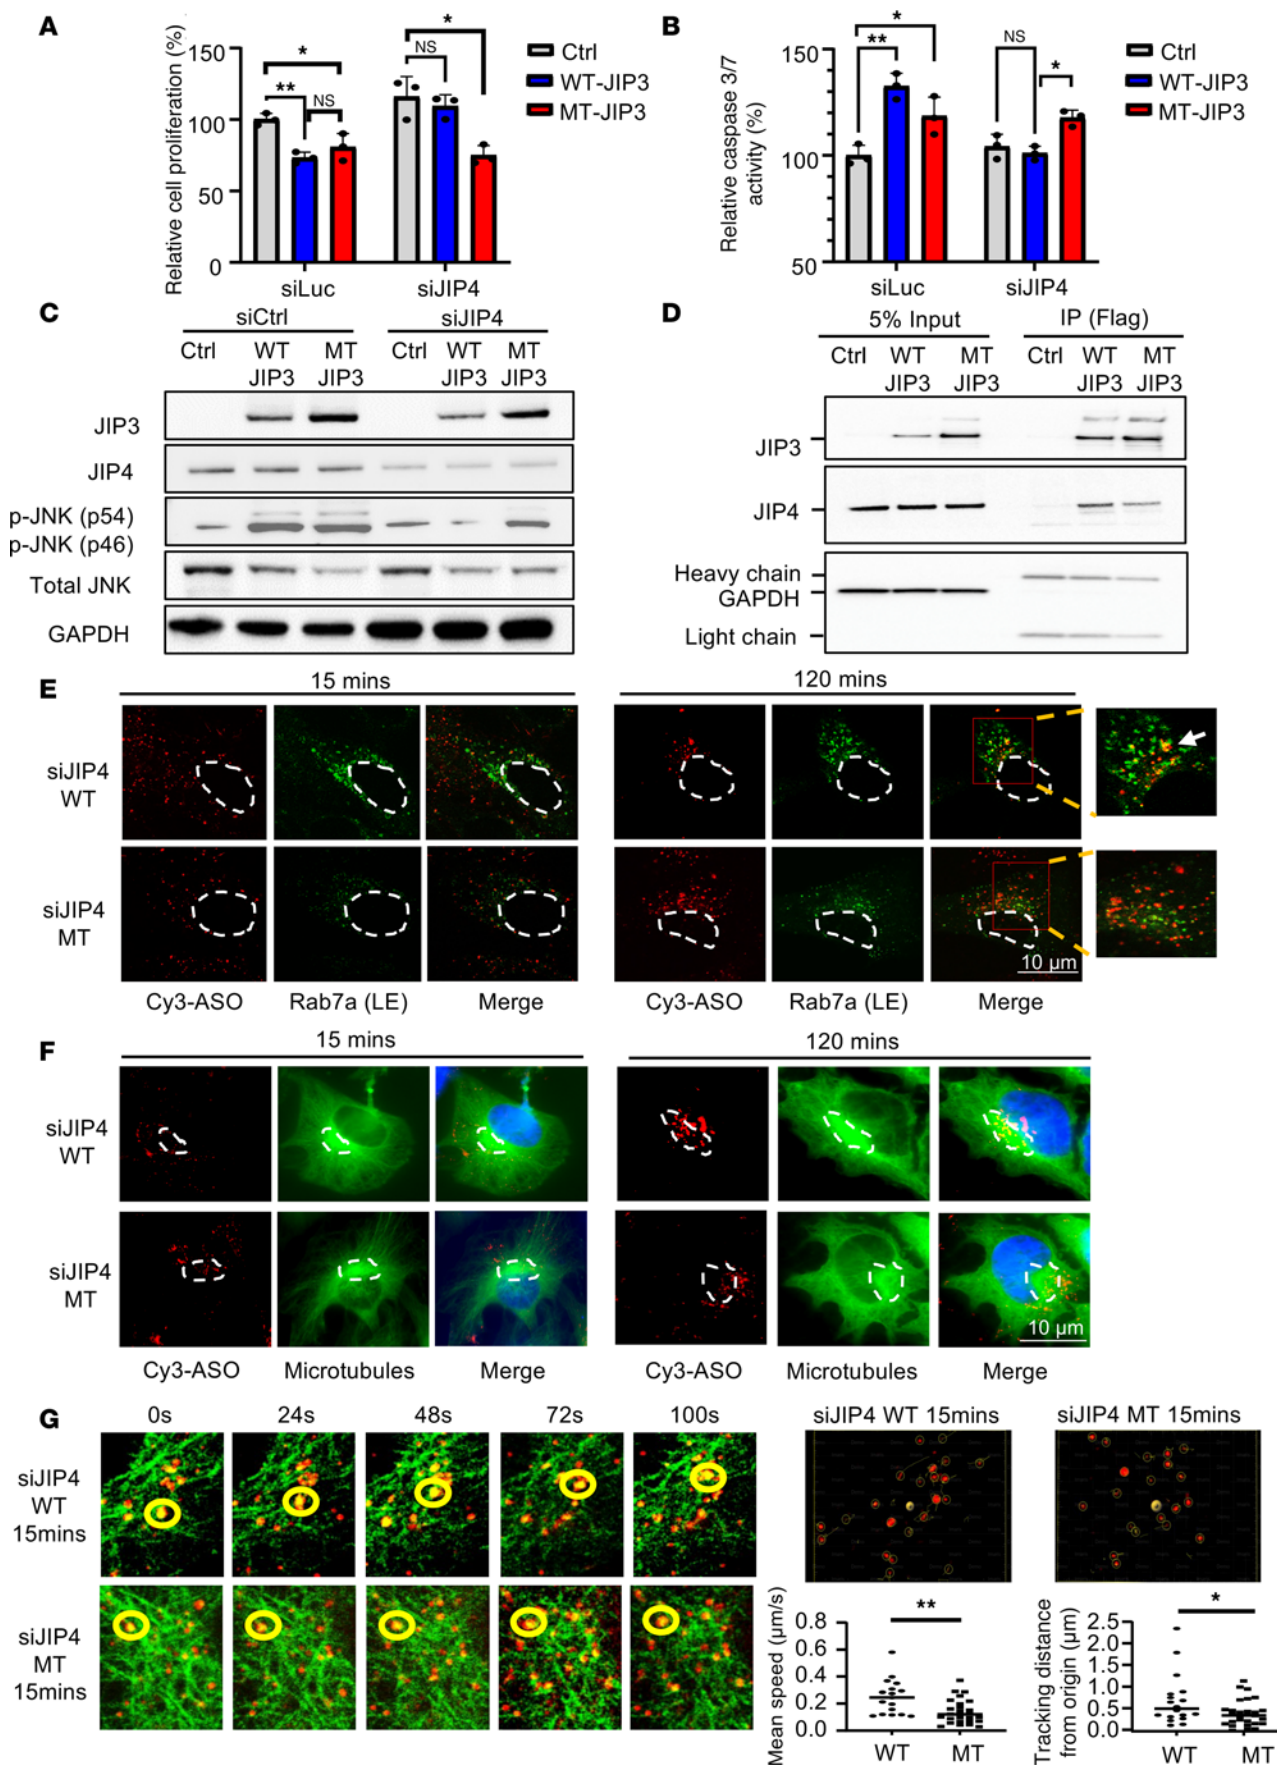 A
Relative cell proliferation (%)
150
100
50
0
**
*
NS
NS
*
siLuc
siJIP4
Ctrl
WT-JIP3
MT-JIP3
B
Relative caspase 3/7
activity (%)
150
100
50
**
*
NS
*
siLuc
siJIP4
Ctrl
WT-JIP3
MT-JIP3
C
siCtrl
siJIP4
Ctrl WT MT Ctrl WT MT
JIP3 JIP3 JIP3 JIP3
JIP3
JIP4
p-JNK (p54)
p-JNK (p46)
Total JNK
GAPDH
D
5% Input
IP (Flag)
Ctrl WT MT Ctrl WT MT
JIP3 JIP3 JIP3 JIP3
JIP3
JIP4
Heavy chain
GAPDH
Light chain
E
15 mins
120 mins
siJIP4
WT
siJIP4
MT
10 µm
Cy3-ASO Rab7a (LE) Merge Cy3-ASO Rab7a (LE) Merge
F
15 mins
120 mins
siJIP4
WT
siJIP4
MT
10 µm
Cy3-ASO Microtubules Merge Cy3-ASO Microtubules Merge
G
0s 24s 48s 72s 100s
siJIP4
WT
15mins
siJIP4
MT
15mins
siJIP4 WT 15mins
siJIP4 MT 15mins
Mean speed (µm/s)
0.8
0.6
0.4
0.2
0.0
**
WT MT
Tracking distance
from origin (µm)
2.5
2.0
1.5
1.0
0.5
0.0
*
WT MT